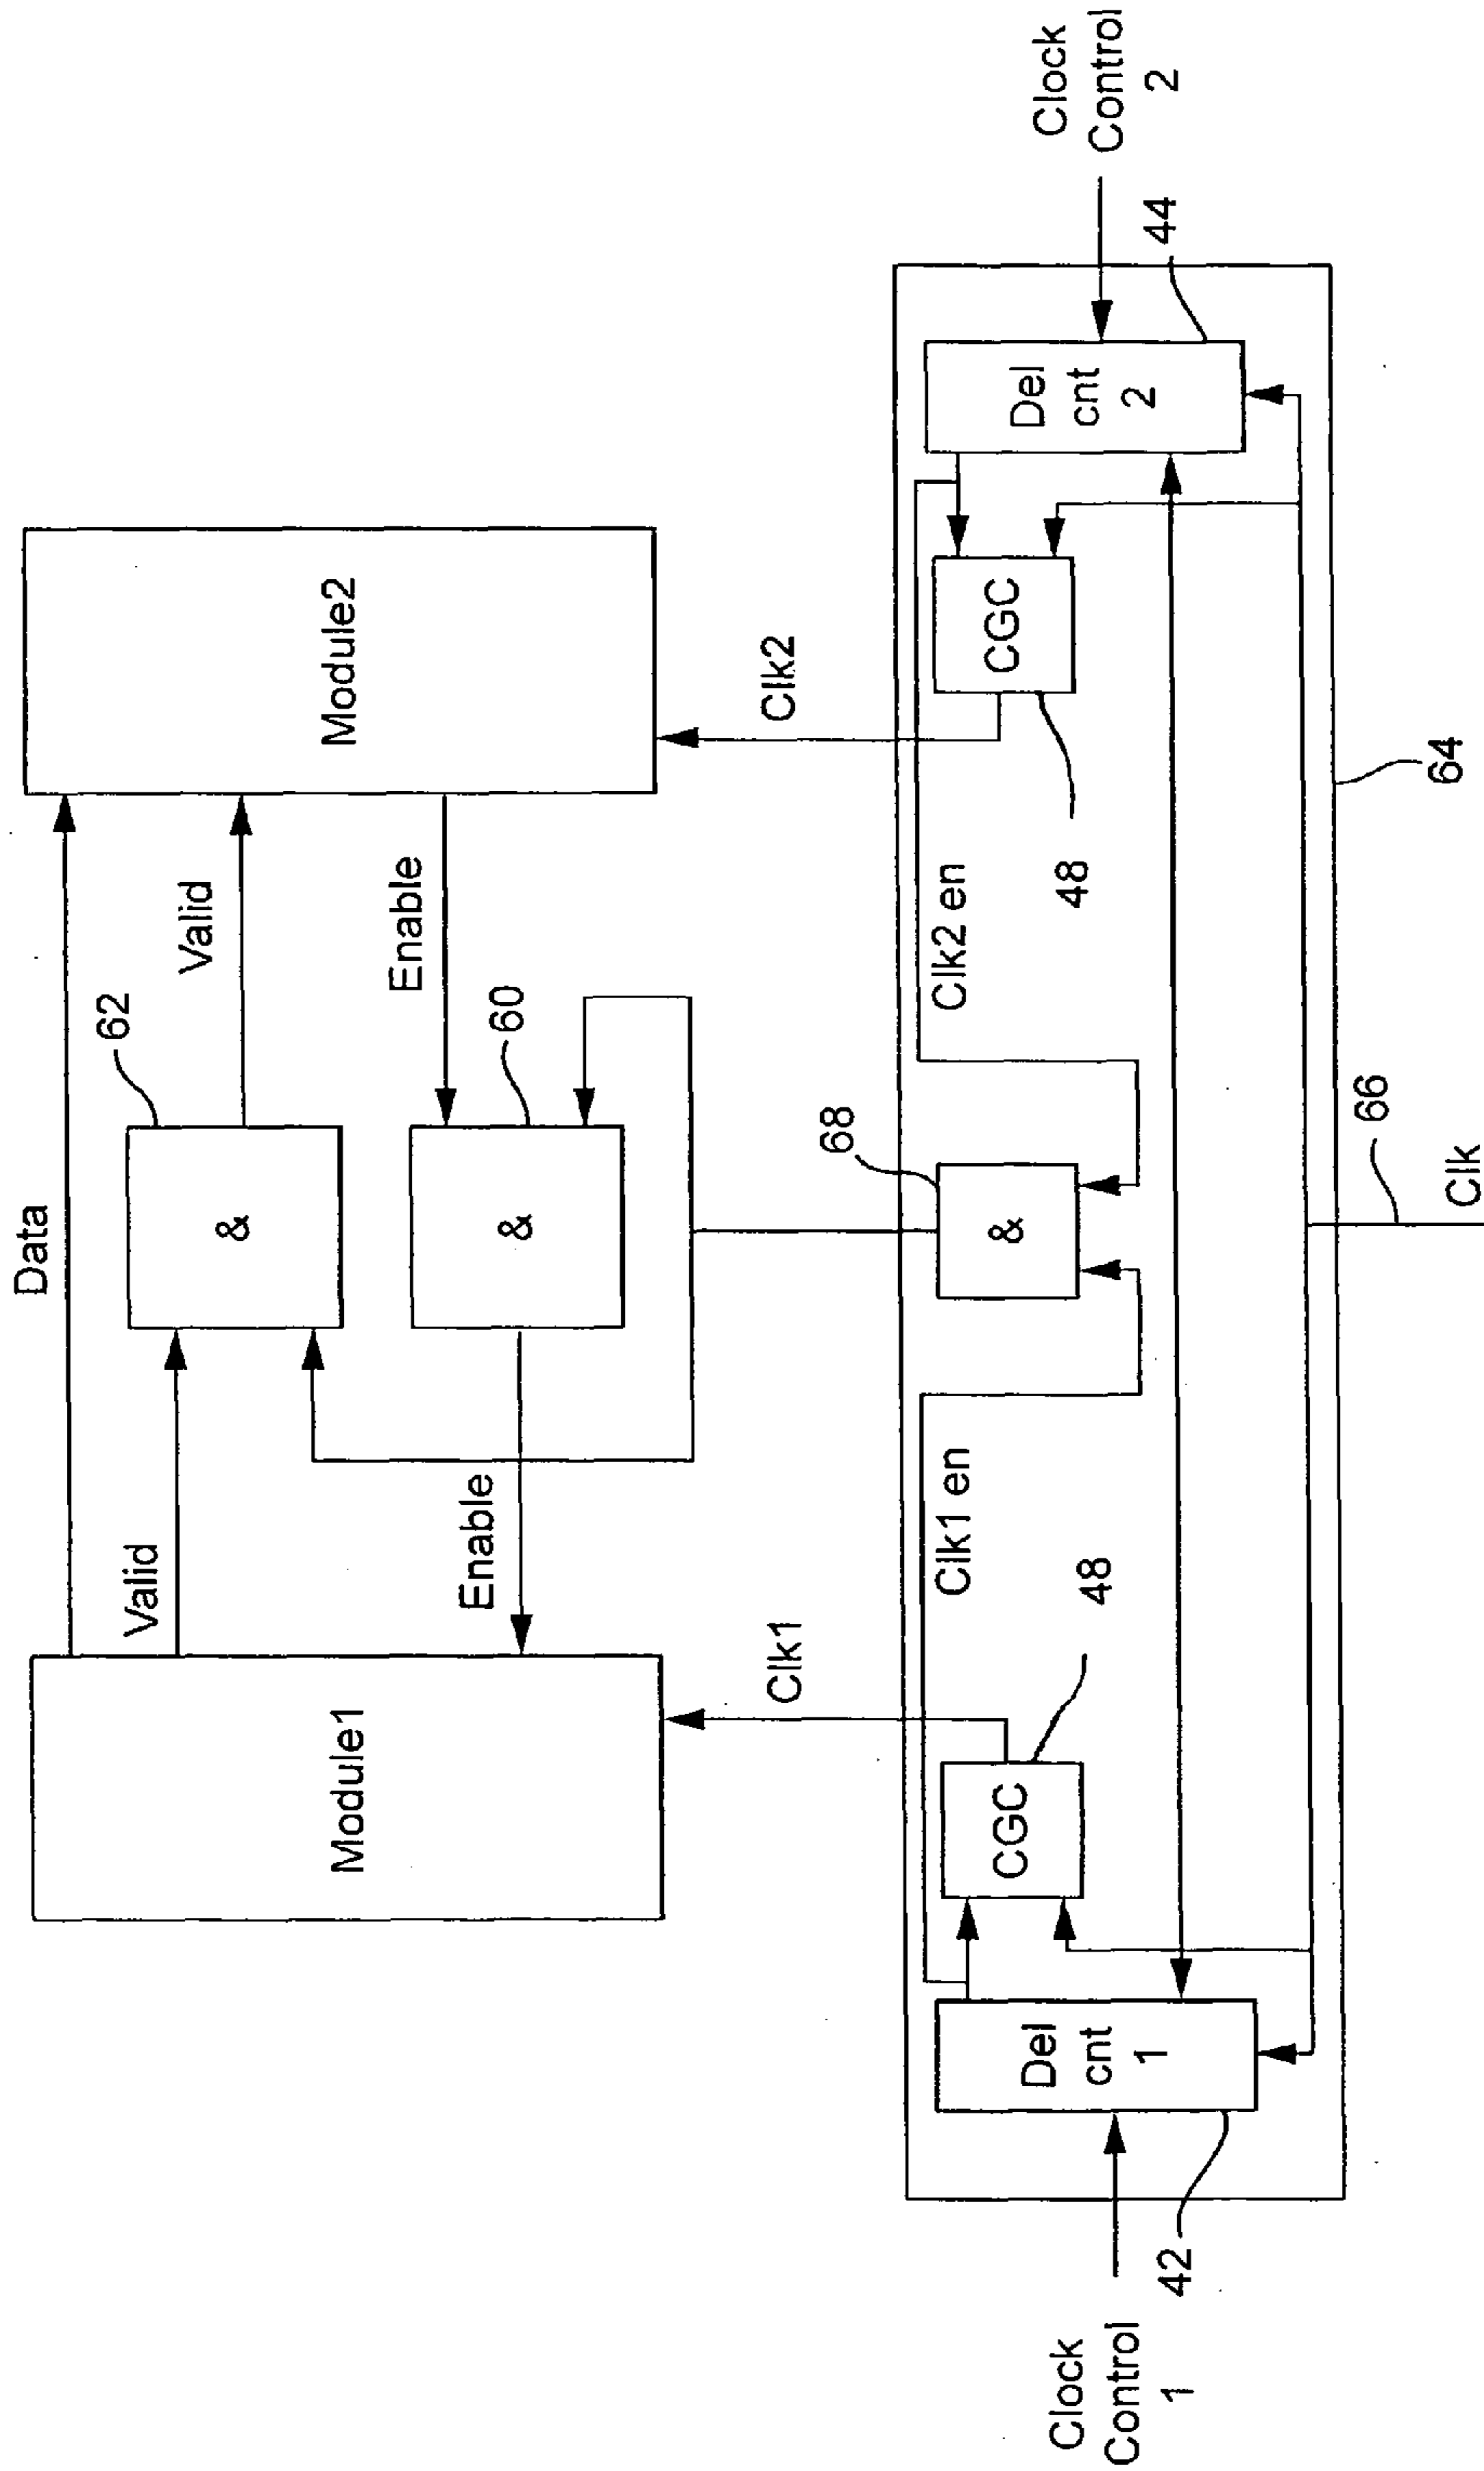 Data
Valid
62
&
Valid
Module1
Module2
Enable
60
&
Enable
Clk1
Clk2
68
&
Clk1 en
Clk2 en
CGC
48
CGC
48
Del
cnt
1
42
Del
cnt
2
44
Clock
Control
1
Clock
Control
2
64
66
Clk